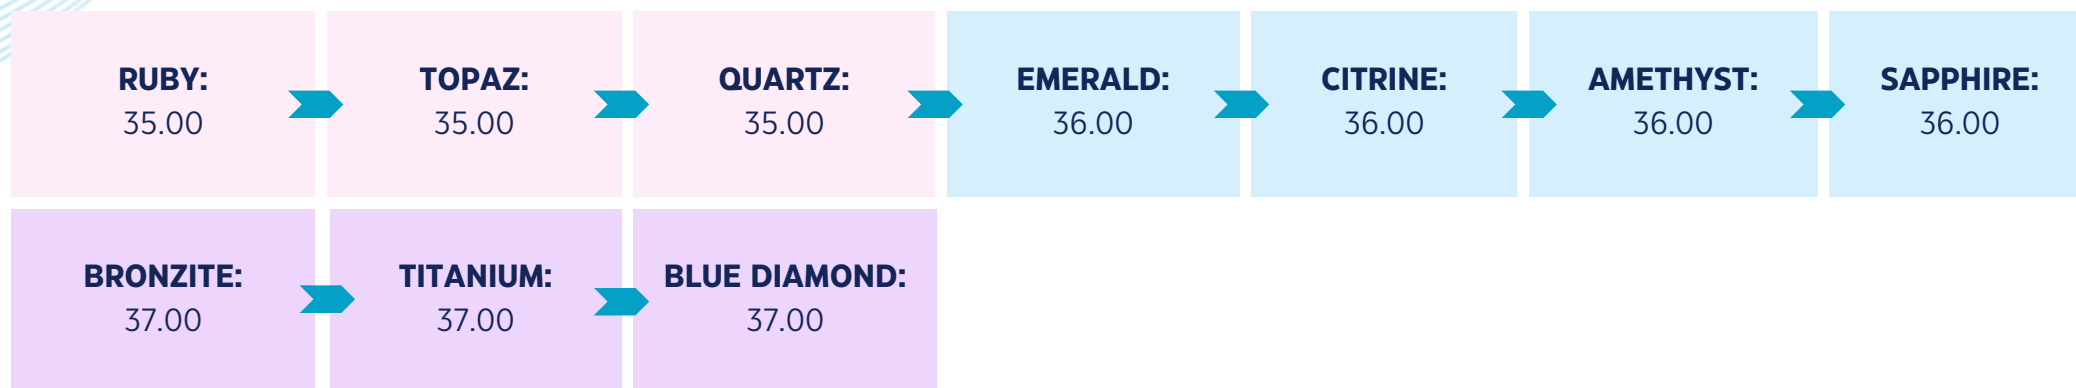 RUBY:
35.00
TOPAZ:
35.00
QUARTZ:
35.00
EMERALD:
36.00
CITRINE:
36.00
AMETHYST:
36.00
SAPPHIRE:
36.00
BRONZITE:
37.00
TITANIUM:
37.00
BLUE DIAMOND:
37.00